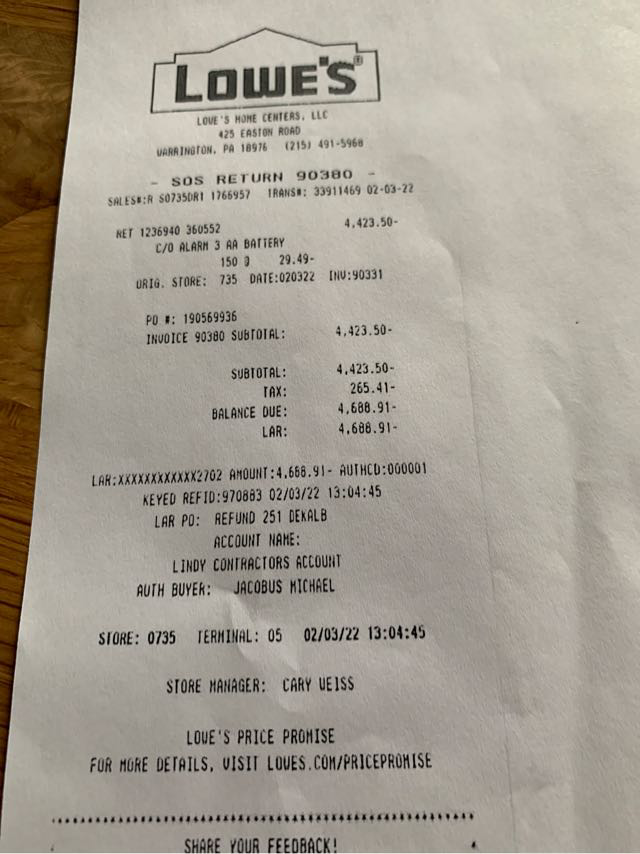 LOWE'S®
LOWE'S HOME CENTERS, LLC
425 EASTON ROAD
WARRINGTON, PA 18976 (215) 491-5968
- SOS RETURN 90380 -
SALES#:R S0735DR1 1766957 TRANS#: 33911469 02-03-22
RET 1236940 360552 4,423.50-
C/O ALARM 3 AA BATTERY
150 @ 29.49-
ORIG. STORE: 735 DATE:020322 INV:90331
PO #: 190569936
INVOICE 90380 SUBTOTAL: 4,423.50-
SUBTOTAL: 4,423.50-
TAX: 265.41-
BALANCE DUE: 4,688.91-
LAR: 4,688.91-
LAR:XXXXXXXXXXXX2702 AMOUNT:4,688.91- AUTHCD:000001
KEYED REFID:970883 02/03/22 13:04:45
LAR PO: REFUND 251 DEKALB
ACCOUNT NAME:
LINDY CONTRACTORS ACCOUNT
AUTH BUYER: JACOBUS MICHAEL
STORE: 0735 TERMINAL: 05 02/03/22 13:04:45
STORE MANAGER: CARY WEISS
LOWE'S PRICE PROMISE
FOR MORE DETAILS, VISIT LOWES.COM/PRICEPROMISE
SHARE YOUR FEEDBACK!